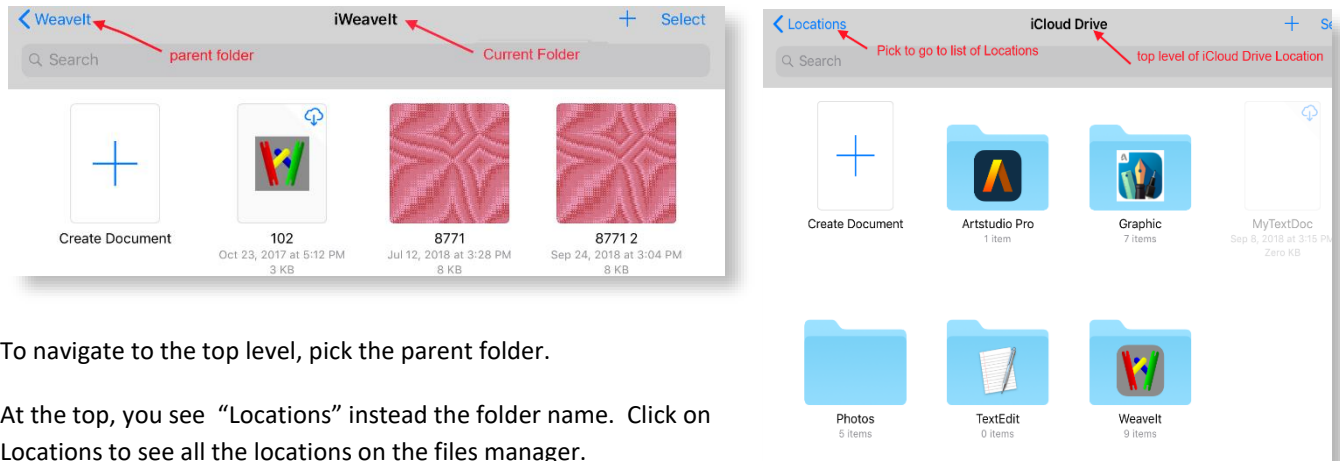 WeaveIt
iWeaveIt
Select
parent folder
Current Folder
Search
Create Document
102
8771
8771 2
Oct 23, 2017 at 5:12 PM
Jul 12, 2018 at 3:28 PM
Sep 24, 2018 at 3:04 PM
3 KB
8 KB
8 KB
Locations
iCloud Drive
Se
Pick to go to list of Locations
top level of iCloud Drive Location
Search
Create Document
Artstudio Pro
Graphic
MyTextDoc
1 item
7 items
Sep 8, 2018 at 3:15 PM
Zero KB
Photos
TextEdit
WeaveIt
5 items
0 items
9 items
To navigate to the top level, pick the parent folder.
At the top, you see “Locations” instead the folder name. Click on
Locations to see all the locations on the files manager.